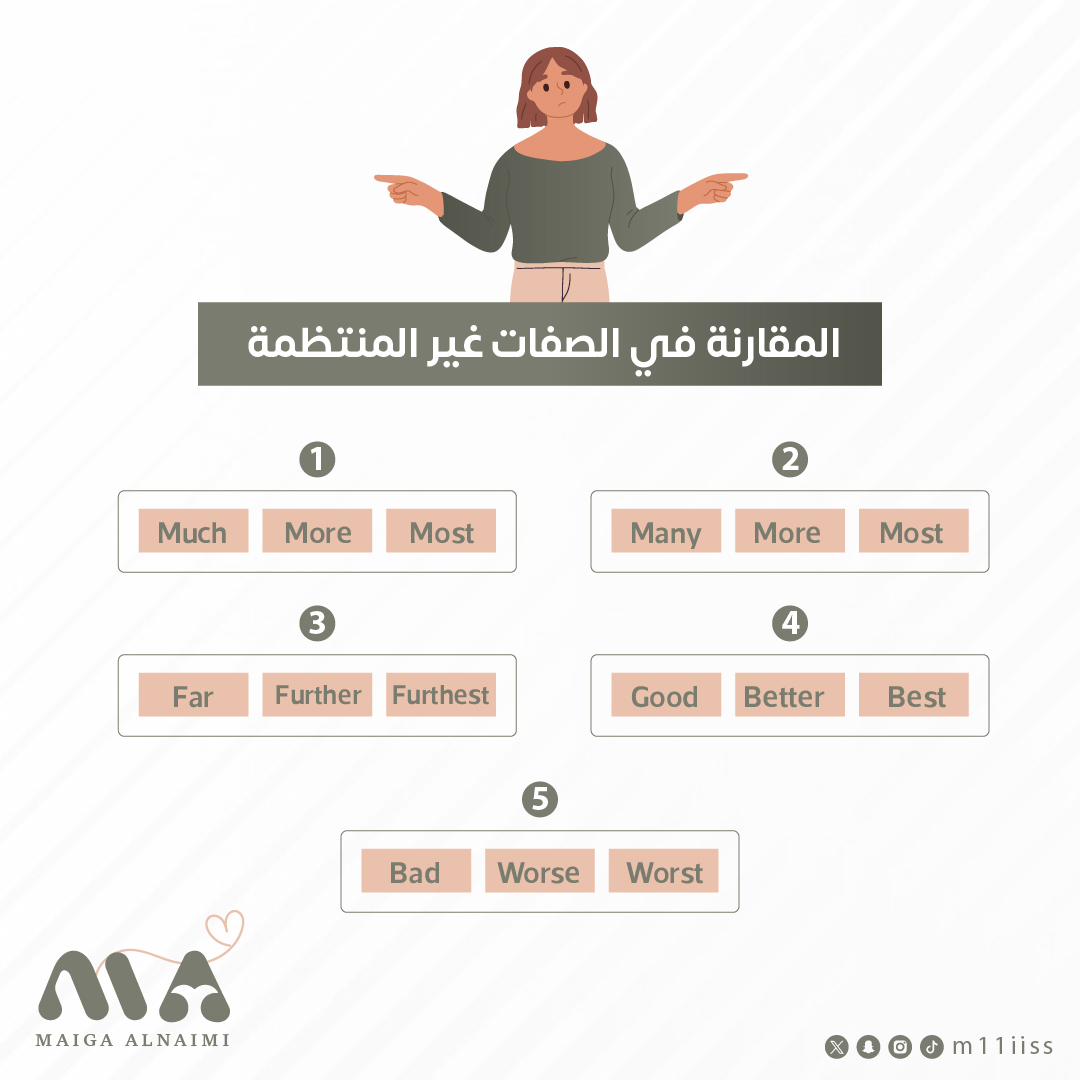 المقارنة في الصفات غير المنتظمة
1
Much More Most
2
Many More Most
3
Far Further Furthest
4
Good Better Best
5
Bad Worse Worst
MA
MAIGA ALNAIMI
m11iiss